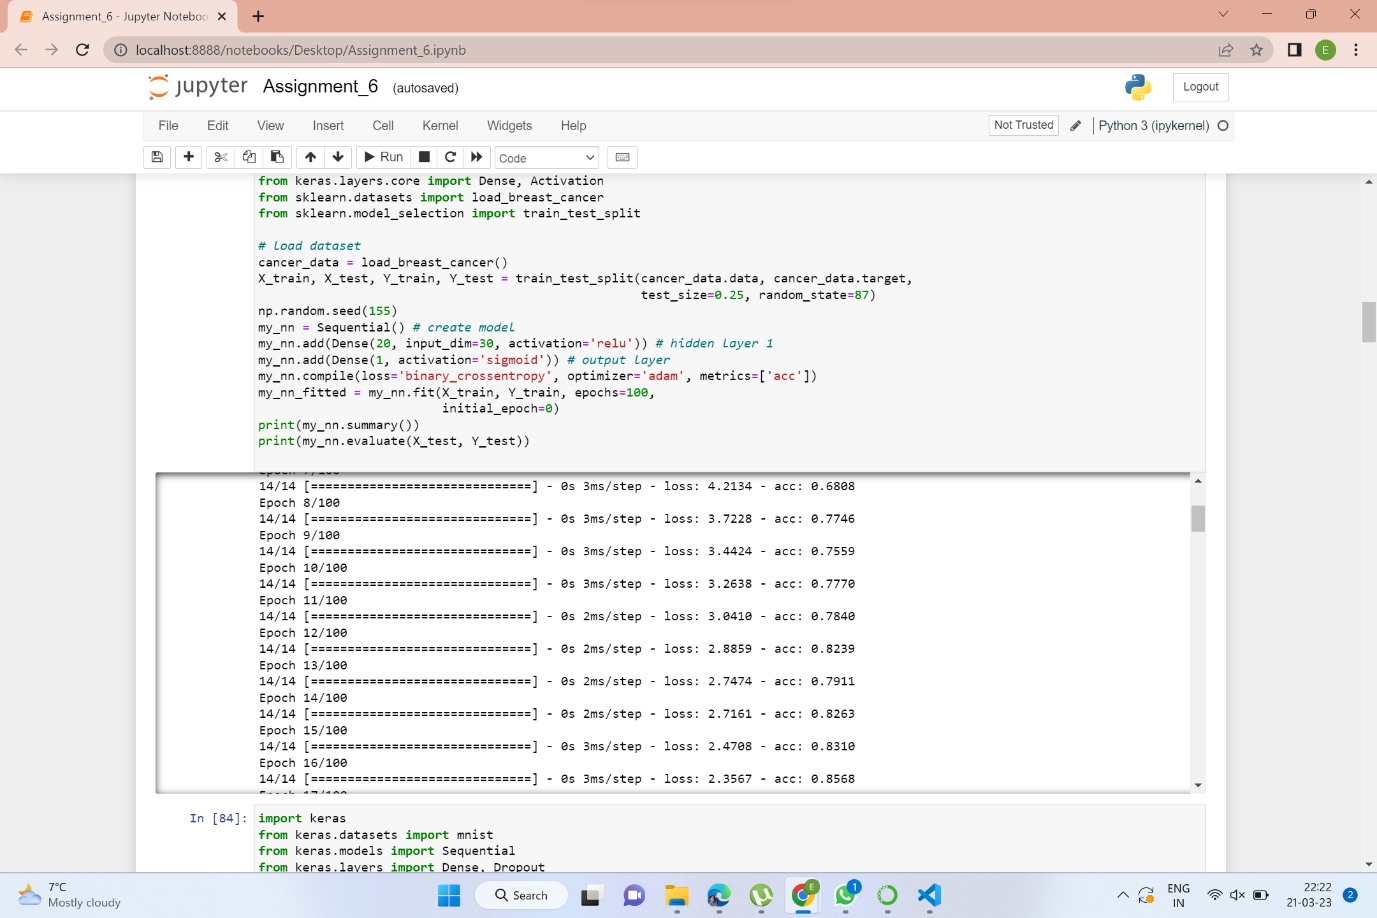 Assignment_6 - Jupyter Noteboo
localhost:8888/notebooks/Desktop/Assignment_6.ipynb
E
jupyter Assignment_6 (autosaved)
Logout
File Edit View Insert Cell Kernel Widgets Help
Not Trusted Python 3 (ipykernel)
Run Code
from keras.layers.core import Dense, Activation
from sklearn.datasets import load_breast_cancer
from sklearn.model_selection import train_test_split
# load dataset
cancer_data = load_breast_cancer()
X_train, X_test, Y_train, Y_test = train_test_split(cancer_data.data, cancer_data.target,
test_size=0.25, random_state=87)
np.random.seed(155)
my_nn = Sequential() # create model
my_nn.add(Dense(20, input_dim=30, activation='relu')) # hidden layer 1
my_nn.add(Dense(1, activation='sigmoid')) # output layer
my_nn.compile(loss='binary_crossentropy', optimizer='adam', metrics=['acc'])
my_nn_fitted = my_nn.fit(X_train, Y_train, epochs=100,
initial_epoch=0)
print(my_nn.summary())
print(my_nn.evaluate(X_test, Y_test))
14/14 [==============================] - 0s 3ms/step - loss: 4.2134 - acc: 0.6808
Epoch 8/100
14/14 [==============================] - 0s 3ms/step - loss: 3.7228 - acc: 0.7746
Epoch 9/100
14/14 [==============================] - 0s 3ms/step - loss: 3.4424 - acc: 0.7559
Epoch 10/100
14/14 [==============================] - 0s 3ms/step - loss: 3.2638 - acc: 0.7770
Epoch 11/100
14/14 [==============================] - 0s 2ms/step - loss: 3.0410 - acc: 0.7840
Epoch 12/100
14/14 [==============================] - 0s 2ms/step - loss: 2.8859 - acc: 0.8239
Epoch 13/100
14/14 [==============================] - 0s 2ms/step - loss: 2.7474 - acc: 0.7911
Epoch 14/100
14/14 [==============================] - 0s 2ms/step - loss: 2.7161 - acc: 0.8263
Epoch 15/100
14/14 [==============================] - 0s 3ms/step - loss: 2.4708 - acc: 0.8310
Epoch 16/100
14/14 [==============================] - 0s 3ms/step - loss: 2.3567 - acc: 0.8568
In [84]: import keras
from keras.datasets import mnist
from keras.models import Sequential
from keras.layers import Dense, Dropout
7°C
Mostly cloudy
Search
E
1
ENG
IN
22:22
21-03-23
2